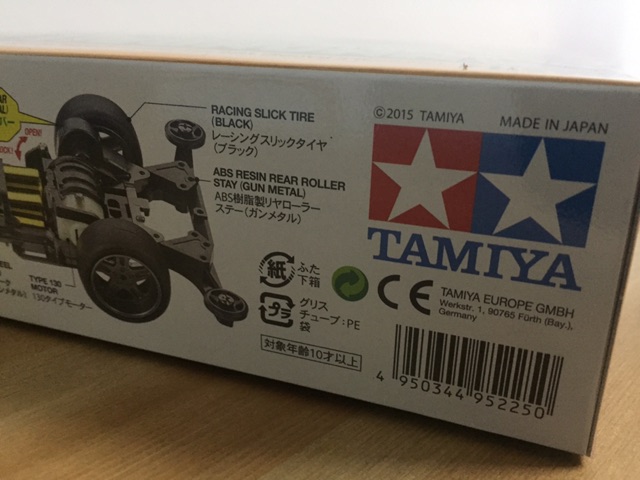 OPEN!
RACING SLICK TIRE
(BLACK)
レーシングスリックタイヤ
(ブラック)
ABS RESIN REAR ROLLER
STAY (GUN METAL)
ABS樹脂製リヤローラー
ステー(ガンメタル)
TYPE 130
MOTOR
130タイプモーター
©2015 TAMIYA
MADE IN JAPAN
TAMIYA
紙
ふた
下箱
プラ
グリス
チューブ:PE
袋
対象年齢10才以上
CE
TAMIYA EUROPE GMBH
Werkstr. 1, 90765 Fürth (Bay.),
Germany
4 950344 952250